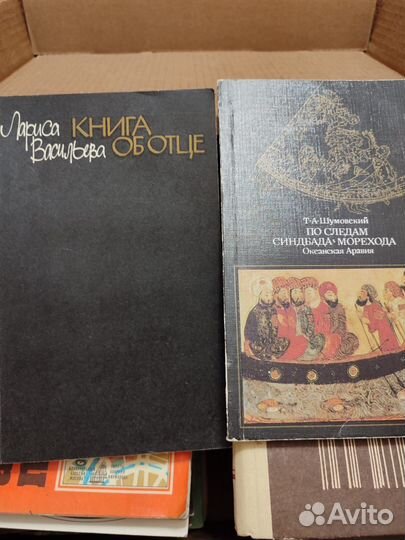 Лариса
Васильева
КНИГА
ОБ ОТЦЕ
Т·А·Шумовский
ПО СЛЕДАМ
СИНДБАДА·МОРЕХОДА
Океанская Аравия
Avito